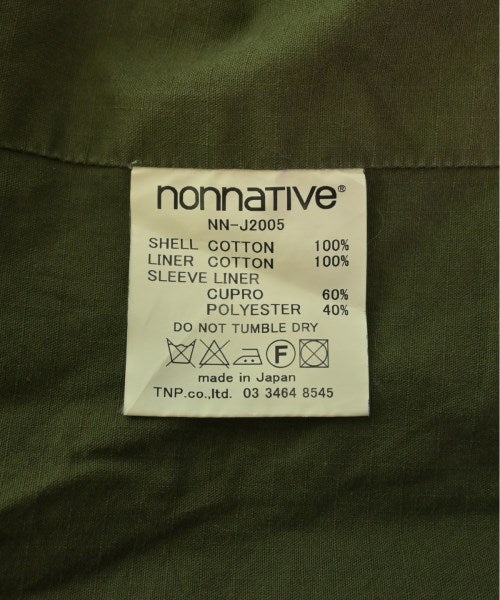 nonnative®
NN-J2005
SHELL COTTON 100%
LINER COTTON 100%
SLEEVE LINER
CUPRO 60%
POLYESTER 40%
DO NOT TUMBLE DRY
F
made in Japan
TNP.co.,ltd. 03 3464 8545